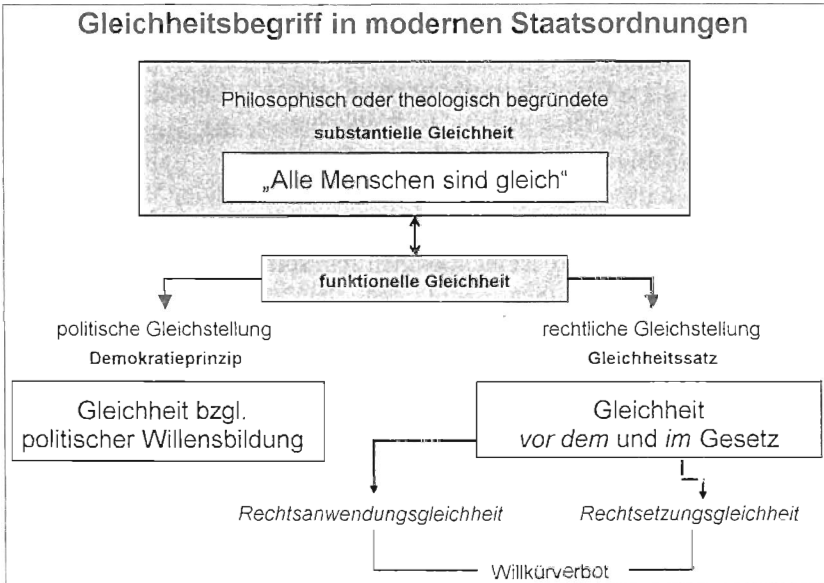 Gleichheitsbegriff in modernen Staatsordnungen
Philosophisch oder theologisch begründete
substantielle Gleichheit
„Alle Menschen sind gleich“
funktionelle Gleichheit
politische Gleichstellung
Demokratieprinzip
Gleichheit bzgl.
politischer Willensbildung
rechtliche Gleichstellung
Gleichheitssatz
Gleichheit
vor dem und im Gesetz
Rechtsanwendungsgleichheit
Rechtsetzungsgleichheit
Willkürverbot